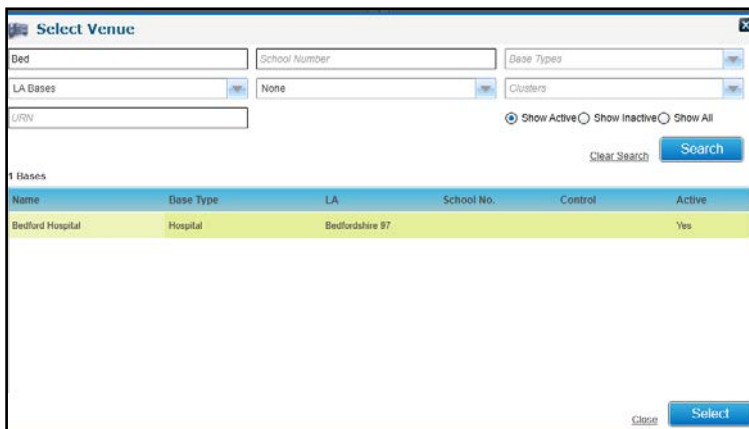 Select Venue
Bed School Number Base Types
LA Bases None Clusters
URN Show Active Show Inactive Show All
Clear Search Search
1 Bases
Name Base Type LA School No. Control Active
Bedford Hospital Hospital Bedfordshire 97 Yes
Close Select